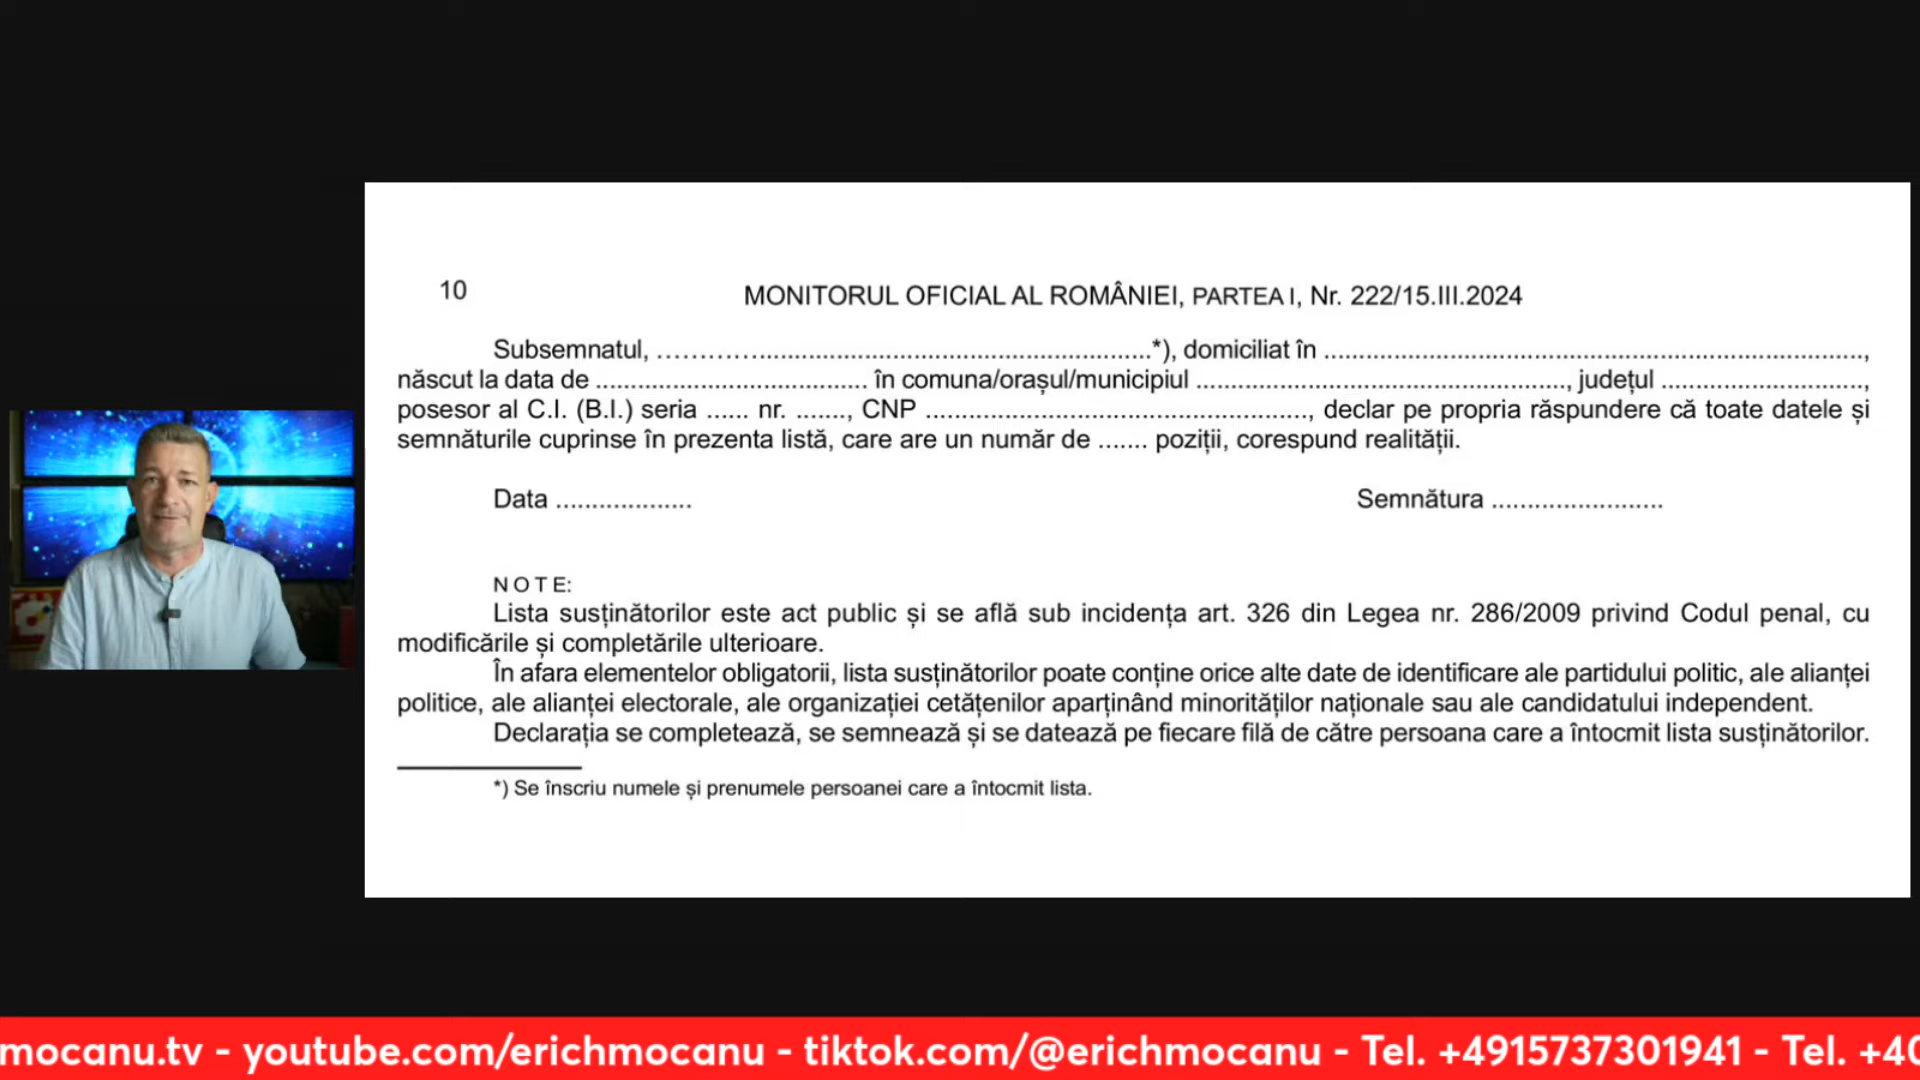 10
MONITORUL OFICIAL AL ROMÂNIEI, PARTEA I, Nr. 222/15.III.2024
Subsemnatul, ................................................................*), domiciliat în ..........................................................................,
născut la data de ...................................... în comuna/orașul/municipiul ..................................................., județul ............................,
posesor al C.I. (B.I.) seria ...... nr. ......., CNP ....................................................., declar pe propria răspundere că toate datele și
semnăturile cuprinse în prezenta listă, care are un număr de ....... poziții, corespund realității.
Data ...................
Semnătura ........................
NOTE:
Lista susținătorilor este act public și se află sub incidența art. 326 din Legea nr. 286/2009 privind Codul penal, cu
modificările și completările ulterioare.
În afara elementelor obligatorii, lista susținătorilor poate conține orice alte date de identificare ale partidului politic, ale alianței
politice, ale alianței electorale, ale organizației cetățenilor aparținând minorităților naționale sau ale candidatului independent.
Declarația se completează, se semnează și se datează pe fiecare filă de către persoana care a întocmit lista susținătorilor.
*) Se înscriu numele și prenumele persoanei care a întocmit lista.
mocanu.tv - youtube.com/erichmocanu - tiktok.com/@erichmocanu - Tel. +4915737301941 - Tel. +40